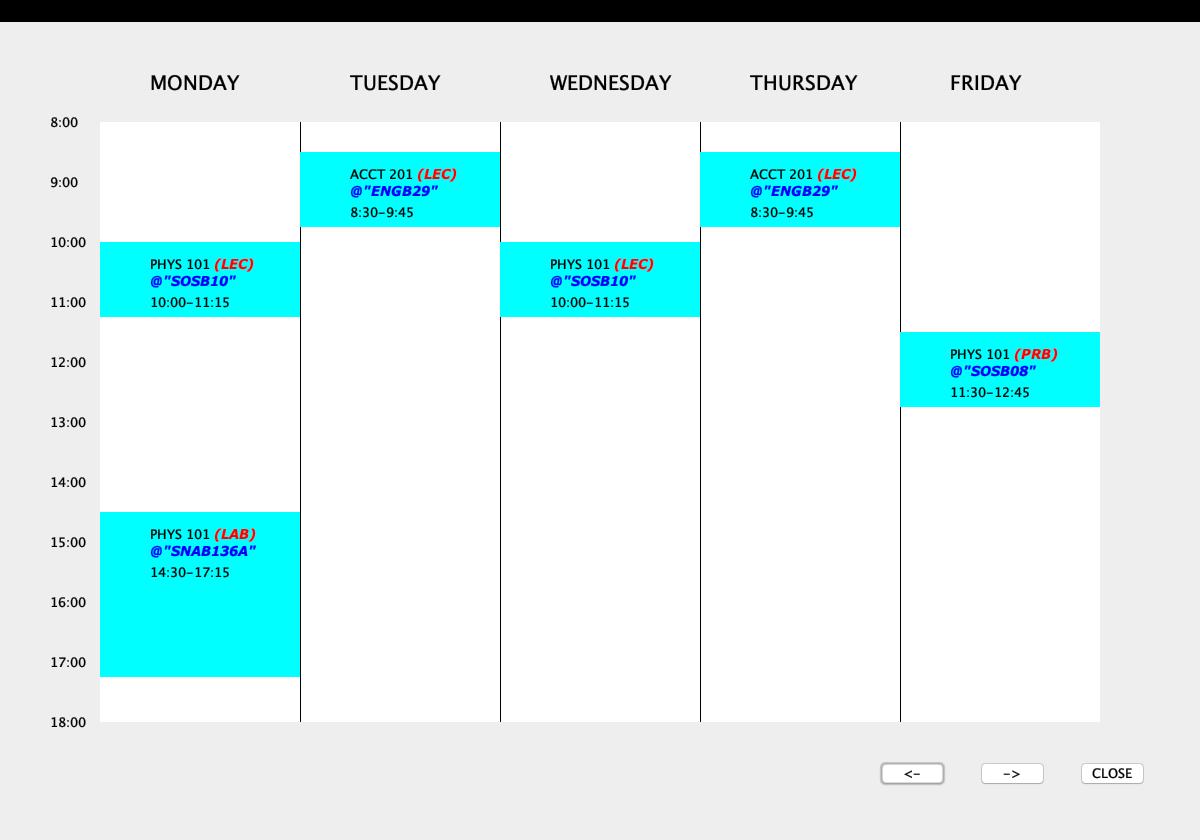 MONDAY TUESDAY WEDNESDAY THURSDAY FRIDAY
8:00
ACCT 201 (LEC)
@"ENGB29"
8:30-9:45
ACCT 201 (LEC)
@"ENGB29"
8:30-9:45
9:00
10:00
PHYS 101 (LEC)
@"SOSB10"
10:00-11:15
PHYS 101 (LEC)
@"SOSB10"
10:00-11:15
11:00
PHYS 101 (PRB)
@"SOSB08"
11:30-12:45
12:00
13:00
14:00
PHYS 101 (LAB)
@"SNAB136A"
14:30-17:15
15:00
16:00
17:00
18:00
<- -> CLOSE